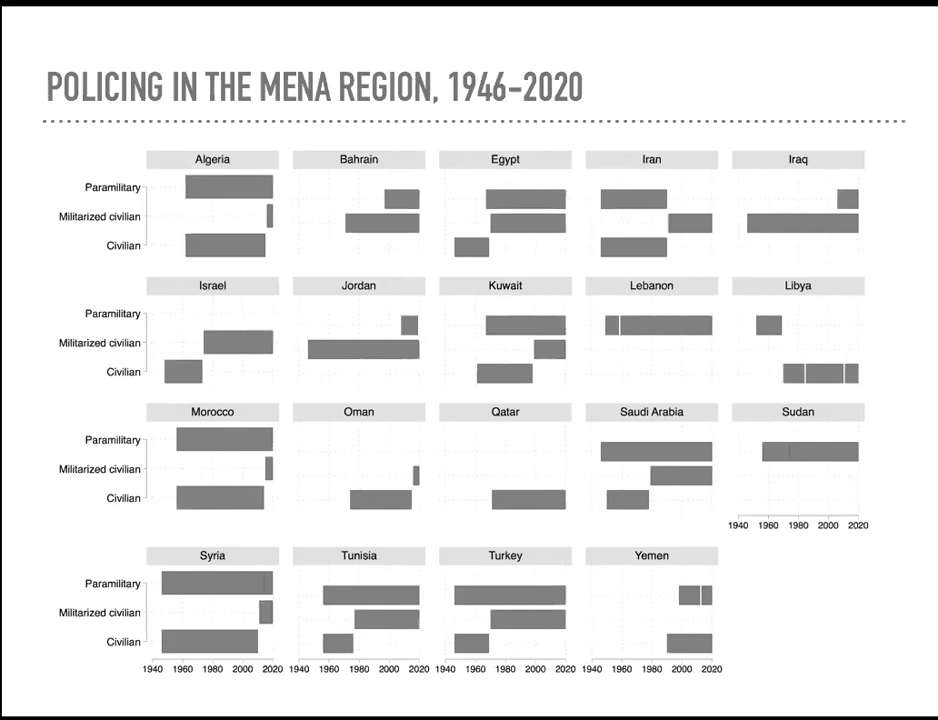 POLICING IN THE MENA REGION, 1946-2020
Algeria Bahrain Egypt Iran Iraq
Paramilitary
Militarized civilian
Civilian
Israel Jordan Kuwait Lebanon Libya
Paramilitary
Militarized civilian
Civilian
Morocco Oman Qatar Saudi Arabia Sudan
Paramilitary
Militarized civilian
Civilian
1940 1960 1980 2000 2020
Syria Tunisia Turkey Yemen
Paramilitary
Militarized civilian
Civilian
1940 1960 1980 2000 2020 1940 1960 1980 2000 2020 1940 1960 1980 2000 2020 1940 1960 1980 2000 2020